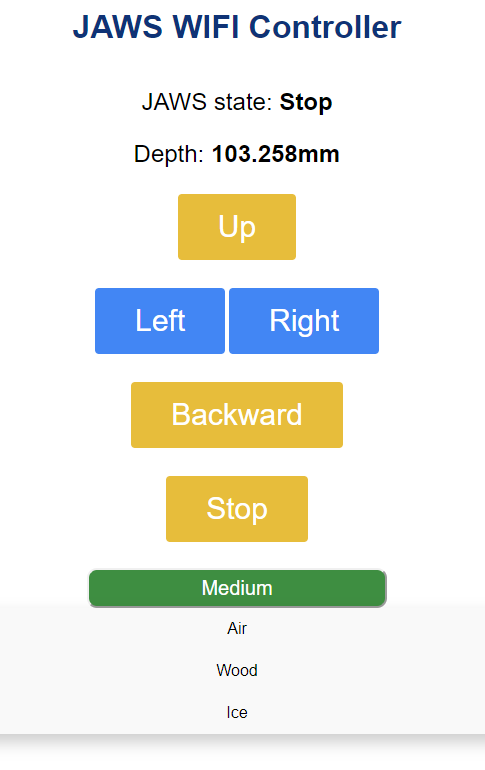 JAWS WIFI Controller
JAWS state: Stop
Depth: 103.258mm
Up
Left Right
Backward
Stop
Medium
Air
Wood
Ice